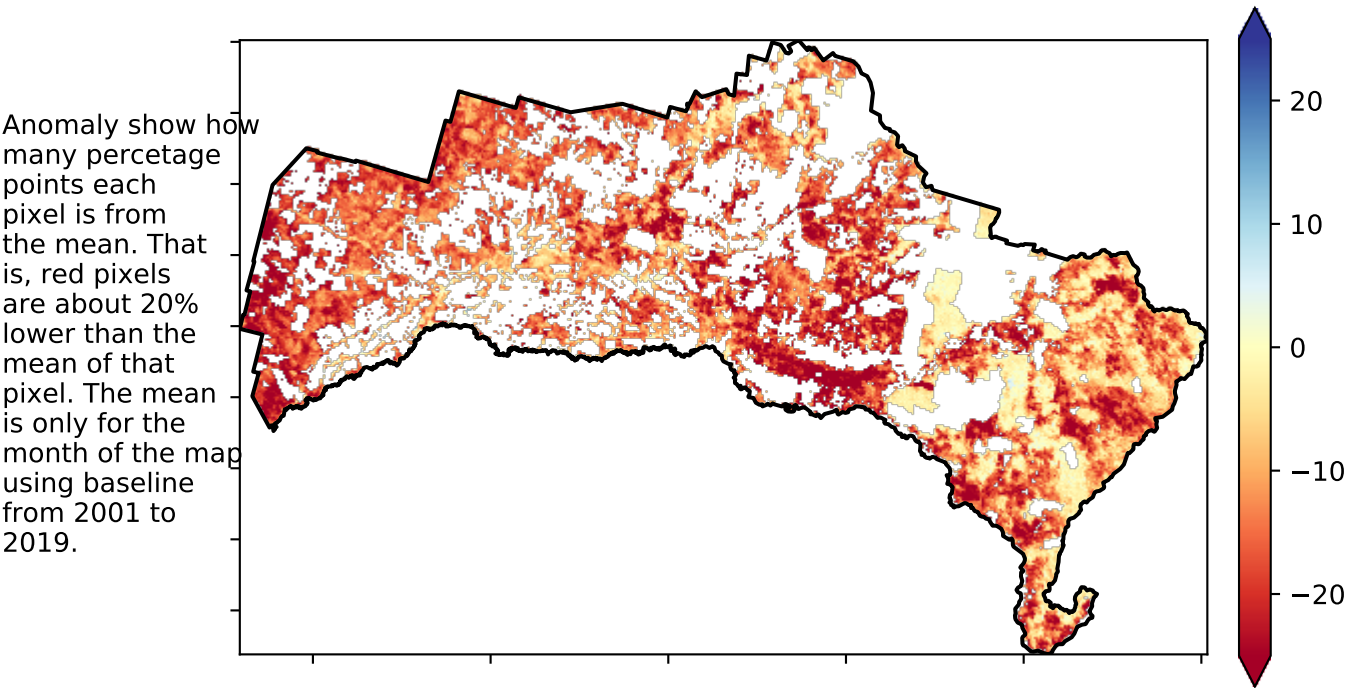 Anomaly show how
many percetage
points each
pixel is from
the mean. That
is, red pixels
are about 20%
lower than the
mean of that
pixel. The mean
is only for the
month of the map
using baseline
from 2001 to
2019.
20
10
0
−10
−20